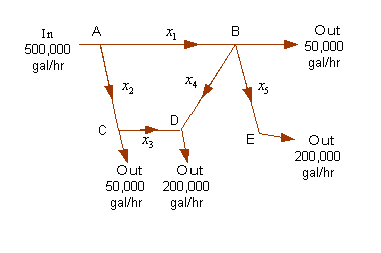 In
500,000
gal/hr
A
x1
B
Out
50,000
gal/hr
x2
x4
x5
C
x3
D
E
Out
200,000
gal/hr
Out
50,000
gal/hr
Out
200,000
gal/hr